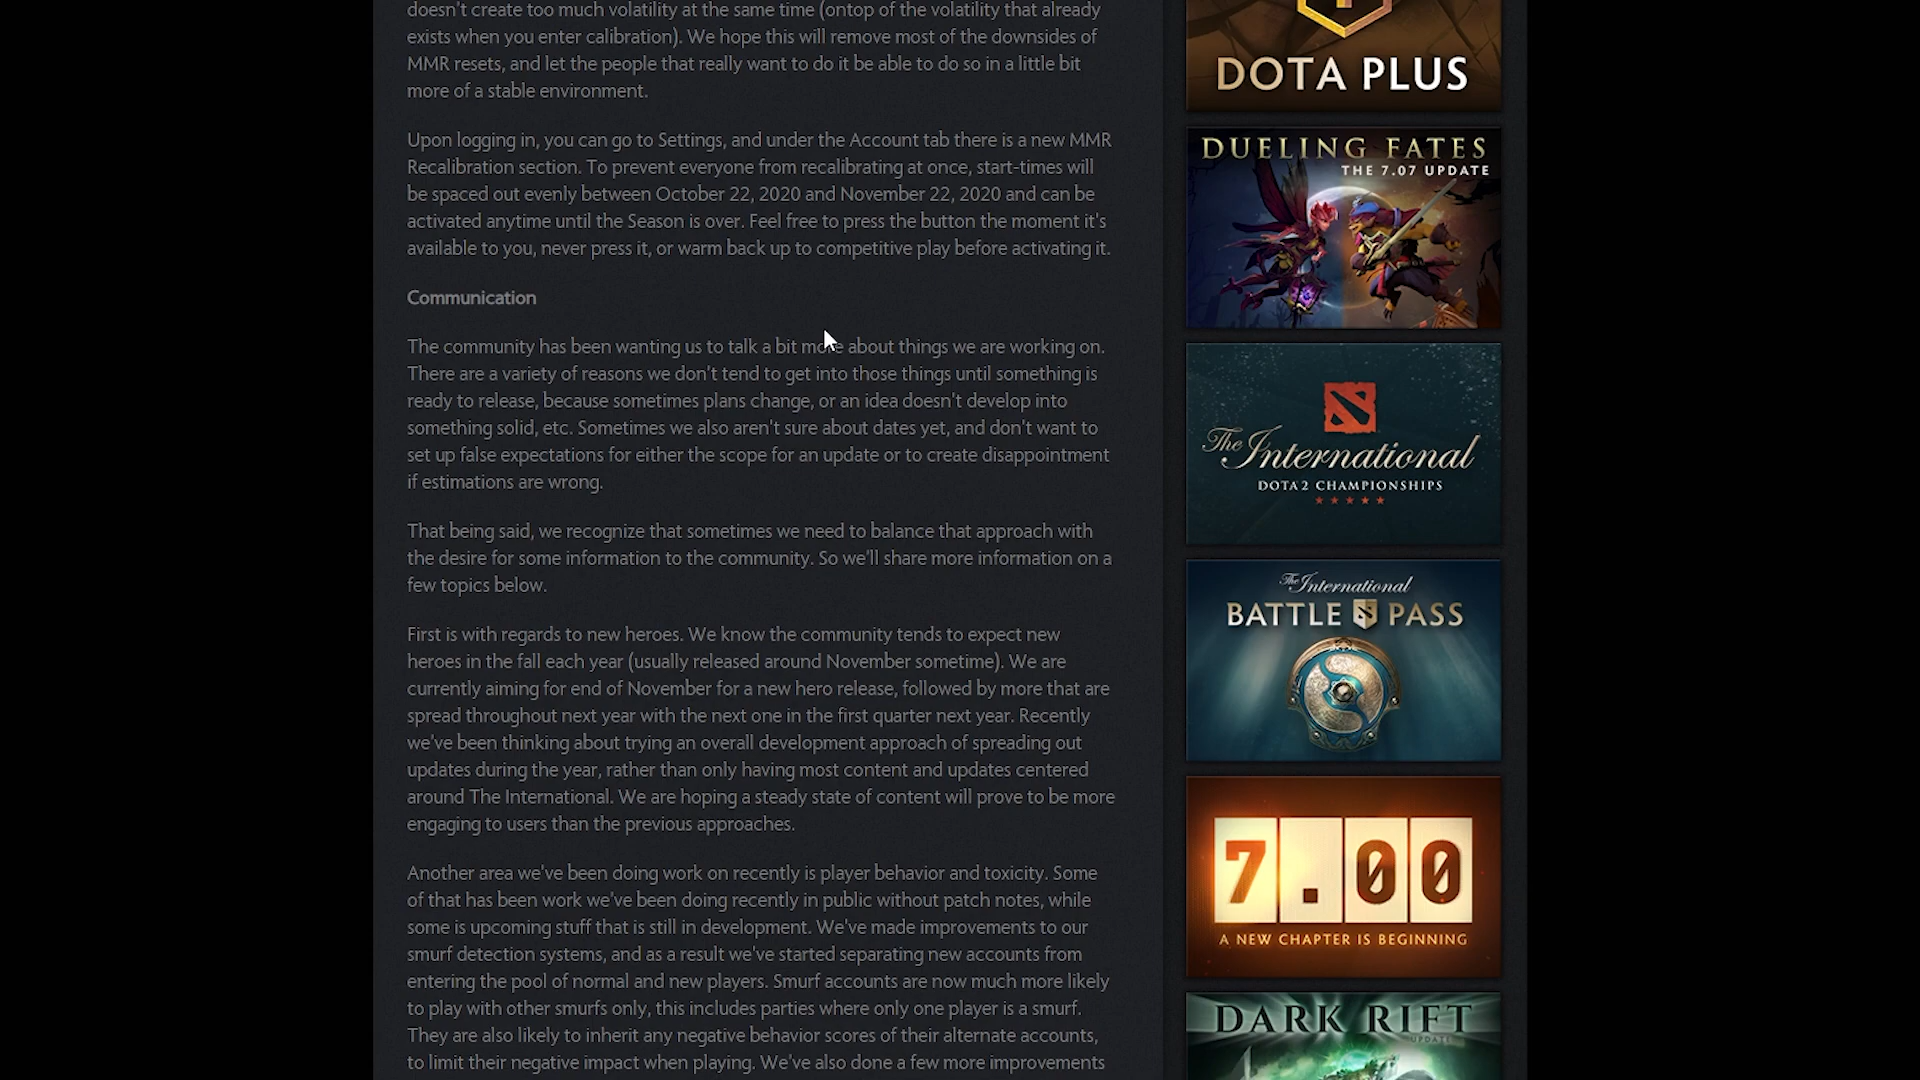 doesn't create too much volatility at the same time (ontop of the volatility that already
exists when you enter calibration). We hope this will remove most of the downsides of
MMR resets, and let the people that really want to do it be able to do so in a little bit
more of a stable environment.
Upon logging in, you can go to Settings, and under the Account tab there is a new MMR
Recalibration section. To prevent everyone from recalibrating at once, start-times will
be spaced out evenly between October 22, 2020 and November 22, 2020 and can be
activated anytime until the Season is over. Feel free to press the button the moment it's
available to you, never press it, or warm back up to competitive play before activating it.
Communication
The community has been wanting us to talk a bit more about things we are working on.
There are a variety of reasons we don't tend to get into those things until something is
ready to release, because sometimes plans change, or an idea doesn't develop into
something solid, etc. Sometimes we also aren't sure about dates yet, and don't want to
set up false expectations for either the scope for an update or to create disappointment
if estimations are wrong.
That being said, we recognize that sometimes we need to balance that approach with
the desire for some information to the community. So we'll share more information on a
few topics below.
First is with regards to new heroes. We know the community tends to expect new
heroes in the fall each year (usually released around November sometime). We are
currently aiming for end of November for a new hero release, followed by more that are
spread throughout next year with the next one in the first quarter next year. Recently
we've been thinking about trying an overall development approach of spreading out
updates during the year, rather than only having most content and updates centered
around The International. We are hoping a steady state of content will prove to be more
engaging to users than the previous approaches.
Another area we've been doing work on recently is player behavior and toxicity. Some
of that has been work we've been doing recently in public without patch notes, while
some is upcoming stuff that is still in development. We've made improvements to our
smurf detection systems, and as a result we've started separating new accounts from
entering the pool of normal and new players. Smurf accounts are now much more likely
to play with other smurfs only, this includes parties where only one player is a smurf.
They are also likely to inherit any negative behavior scores of their alternate accounts,
to limit their negative impact when playing. We've also done a few more improvements
DOTA PLUS
DUELING FATES
THE 7.07 UPDATE
The International
DOTA 2 CHAMPIONSHIPS
The International
BATTLE PASS
7.00
A NEW CHAPTER IS BEGINNING
DARK RIFT
UPDATE